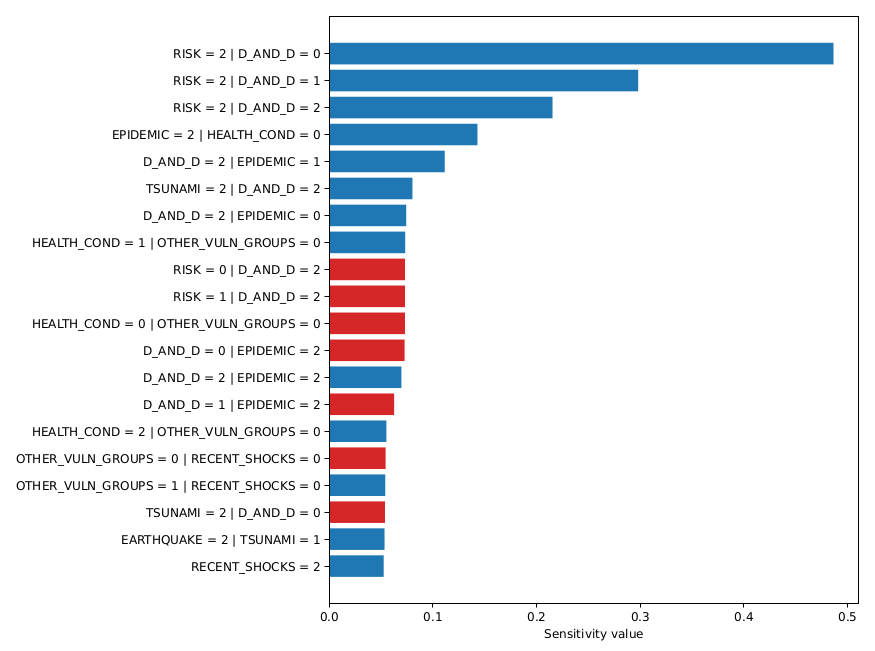 RISK = 2 | D_AND_D = 0
RISK = 2 | D_AND_D = 1
RISK = 2 | D_AND_D = 2
EPIDEMIC = 2 | HEALTH_COND = 0
D_AND_D = 2 | EPIDEMIC = 1
TSUNAMI = 2 | D_AND_D = 2
D_AND_D = 2 | EPIDEMIC = 0
HEALTH_COND = 1 | OTHER_VULN_GROUPS = 0
RISK = 0 | D_AND_D = 2
RISK = 1 | D_AND_D = 2
HEALTH_COND = 0 | OTHER_VULN_GROUPS = 0
D_AND_D = 0 | EPIDEMIC = 2
D_AND_D = 2 | EPIDEMIC = 2
D_AND_D = 1 | EPIDEMIC = 2
HEALTH_COND = 2 | OTHER_VULN_GROUPS = 0
OTHER_VULN_GROUPS = 0 | RECENT_SHOCKS = 0
OTHER_VULN_GROUPS = 1 | RECENT_SHOCKS = 0
TSUNAMI = 2 | D_AND_D = 0
EARTHQUAKE = 2 | TSUNAMI = 1
RECENT_SHOCKS = 2
0.0 0.1 0.2 0.3 0.4 0.5
Sensitivity value